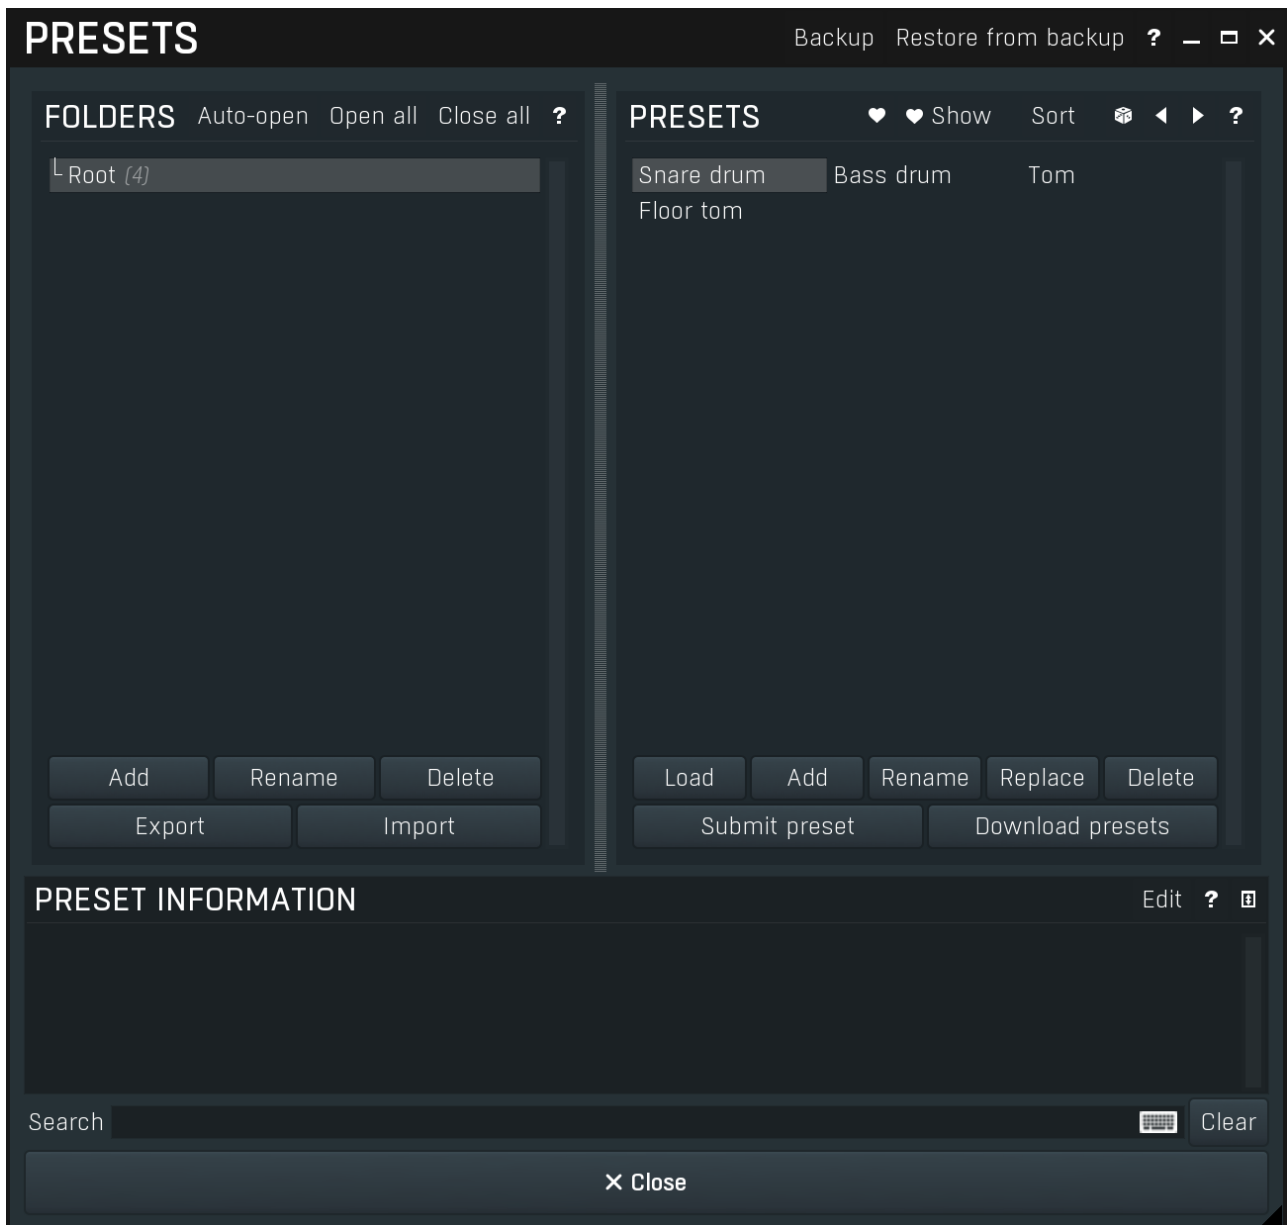 PRESETS Backup Restore from backup ?
FOLDERS Auto-open Open all Close all ?
Root (4)
Add Rename Delete
Export Import
PRESETS Show Sort ?
Snare drum Bass drum Tom
Floor tom
Load Add Rename Replace Delete
Submit preset Download presets
PRESET INFORMATION Edit ?
Search Clear
Close